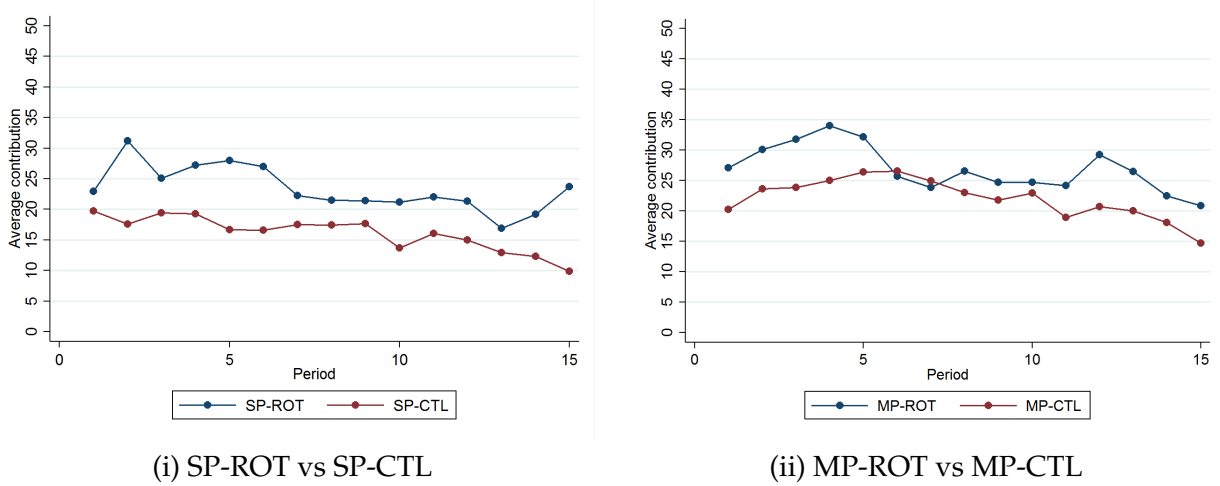 Average contribution
50
45
40
35
30
25
20
15
10
5
0
0 5 10 15
Period
SP-ROT SP-CTL
(i) SP-ROT vs SP-CTL
Average contribution
50
45
40
35
30
25
20
15
10
5
0
0 5 10 15
Period
MP-ROT MP-CTL
(ii) MP-ROT vs MP-CTL